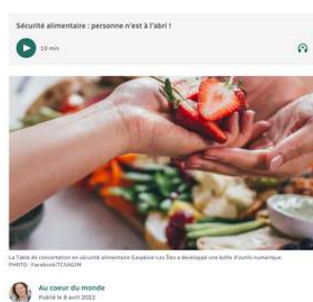 Sécurité alimentaire : personne n'est à l'abri !
10 min
La Table de concertation en sécurité alimentaire Gaspésie-Les Îles a développé une boîte d'outils numérique.
PHOTO : Facebook/TCSAGIM
Au coeur du monde
Publié le 8 avril 2022